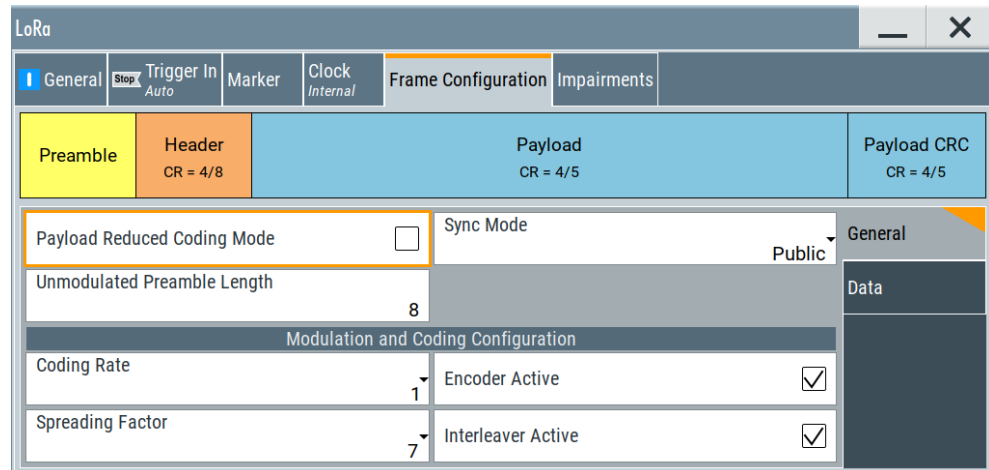 LoRa
General
Stop
Trigger In
Auto
Marker
Clock
Internal
Frame Configuration
Impairments
Preamble
Header
CR = 4/8
Payload
CR = 4/5
Payload CRC
CR = 4/5
Payload Reduced Coding Mode
Sync Mode
Public
General
Unmodulated Preamble Length
8
Data
Modulation and Coding Configuration
Coding Rate
1
Encoder Active
Spreading Factor
7
Interleaver Active